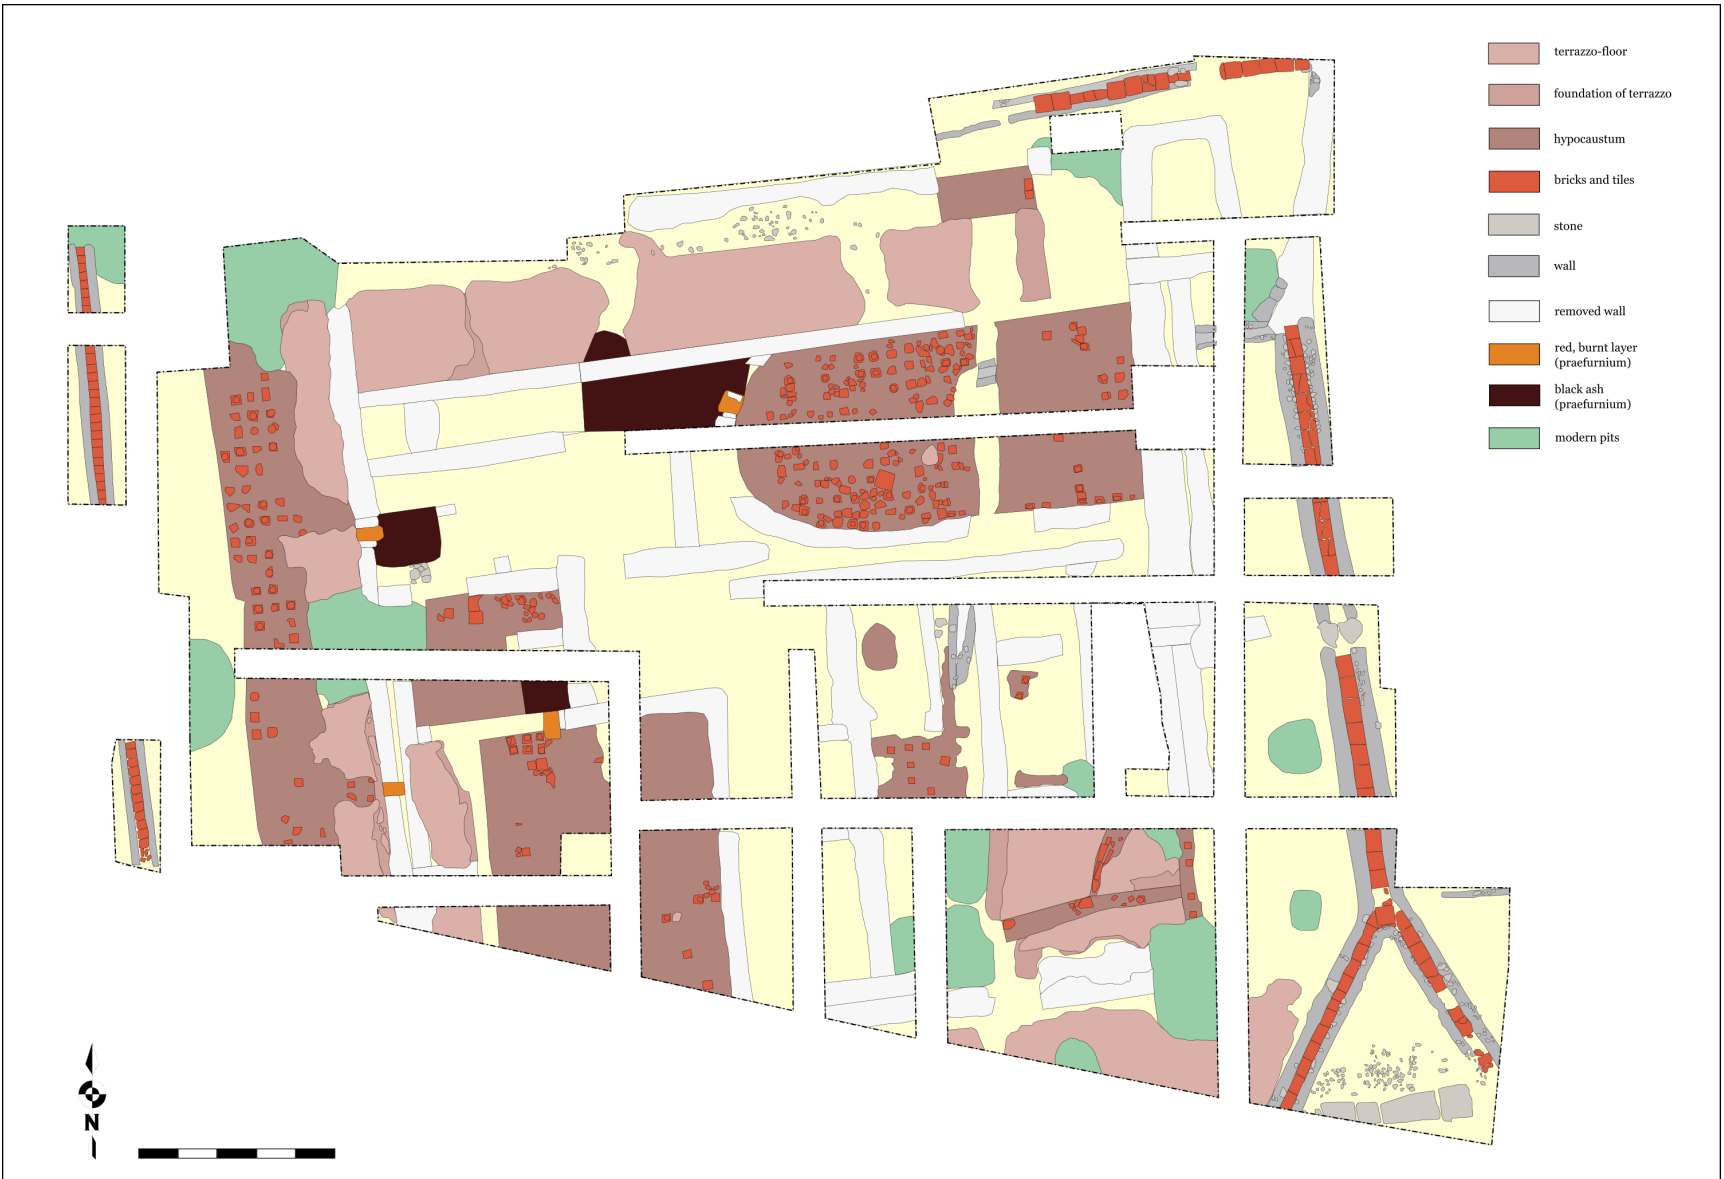 terrazzo-floor
foundation of terrazzo
hypocaustum
bricks and tiles
stone
wall
removed wall
red, burnt layer
(praefurnium)
black ash
(praefurnium)
modern pits
N